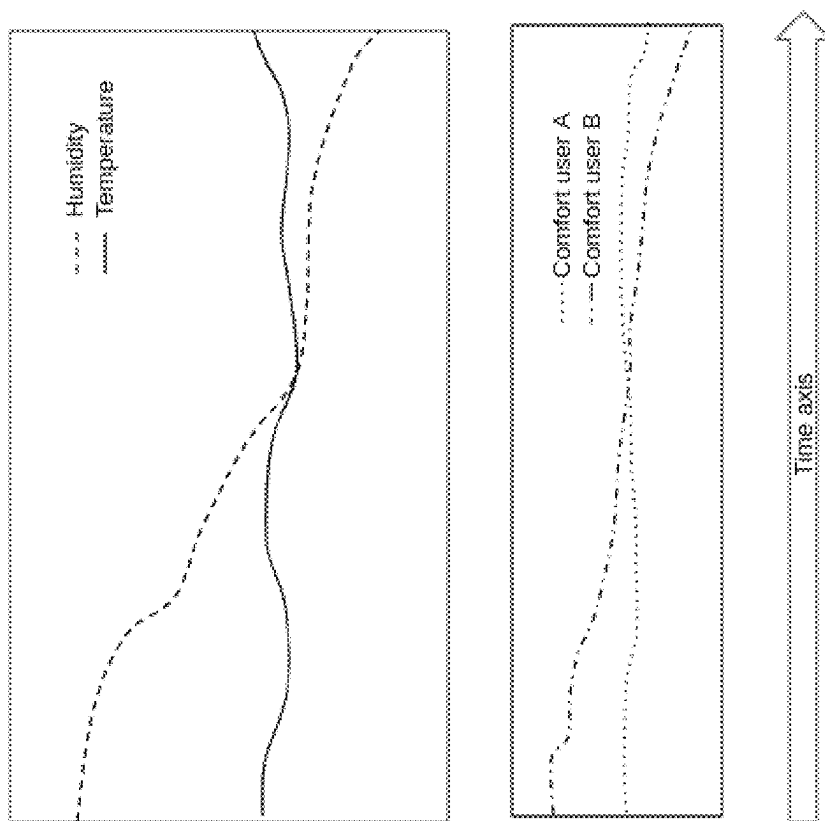 Humidity
Temperature
Comfort user A
Comfort user B
Time axis